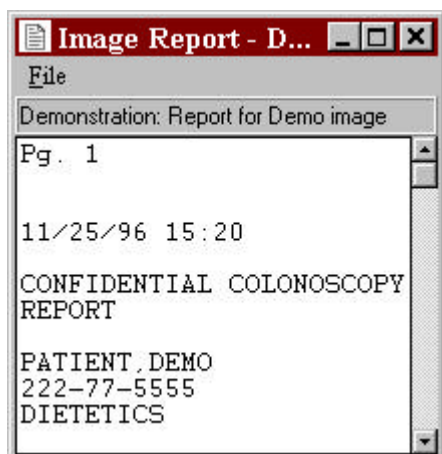 Image Report - D...
File
Demonstration: Report for Demo image
Pg. 1
11/25/96 15:20
CONFIDENTIAL COLONOSCOPY
REPORT
PATIENT,DEMO
222-77-5555
DIETETICS